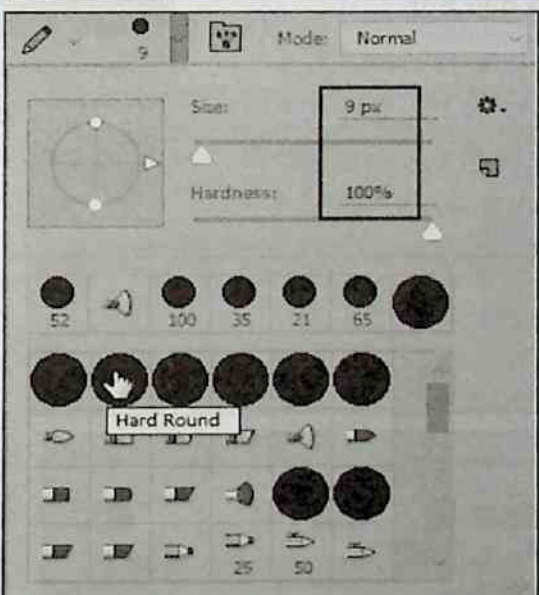 9 Mode: Normal
Size: 9 px
Hardness: 100%
52 100 35 21 65
Hard Round
25 50